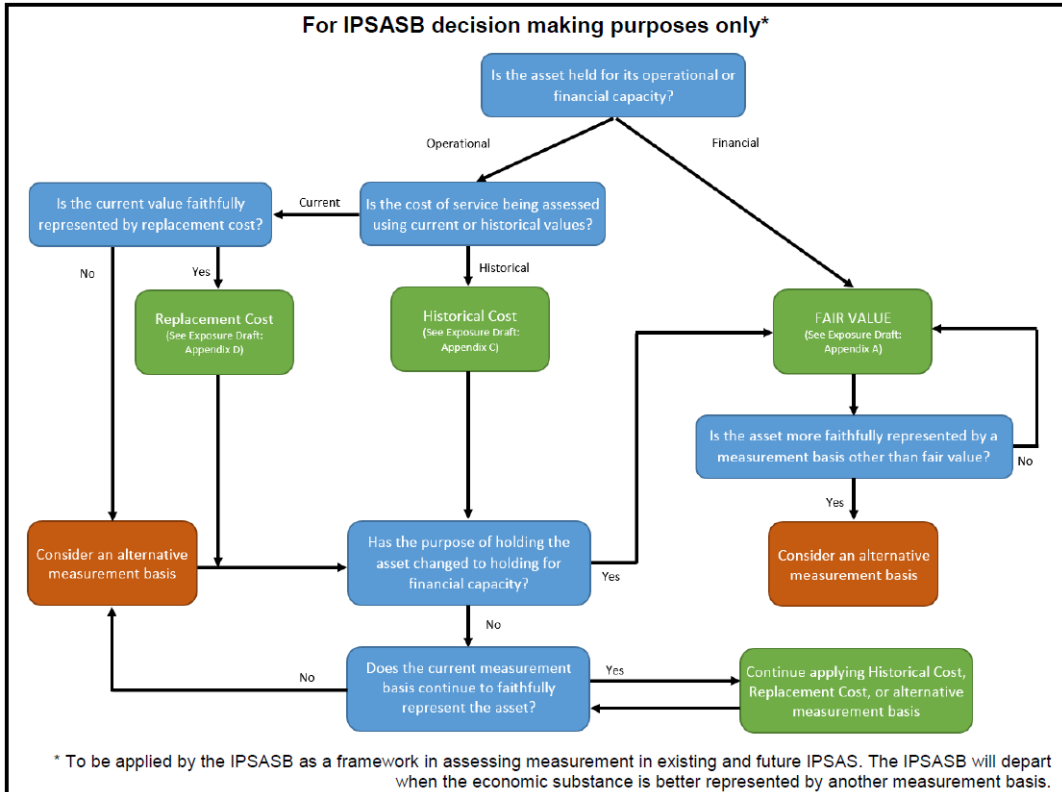 For IPSASB decision making purposes only*
Is the asset held for its operational or
financial capacity?
Operational
Financial
Is the current value faithfully
represented by replacement cost?
Current
Is the cost of service being assessed
using current or historical values?
No
Yes
Historical
Replacement Cost
(See Exposure Draft:
Appendix D)
Historical Cost
(See Exposure Draft:
Appendix C)
FAIR VALUE
(See Exposure Draft:
Appendix A)
Is the asset more faithfully represented by a
measurement basis other than fair value?
No
Yes
Consider an alternative
measurement basis
Has the purpose of holding the
asset changed to holding for
financial capacity?
Yes
Consider an alternative
measurement basis
No
Does the current measurement
basis continue to faithfully
represent the asset?
No
Yes
Continue applying Historical Cost,
Replacement Cost, or alternative
measurement basis
* To be applied by the IPSASB as a framework in assessing measurement in existing and future IPSAS. The IPSASB will depart
when the economic substance is better represented by another measurement basis.